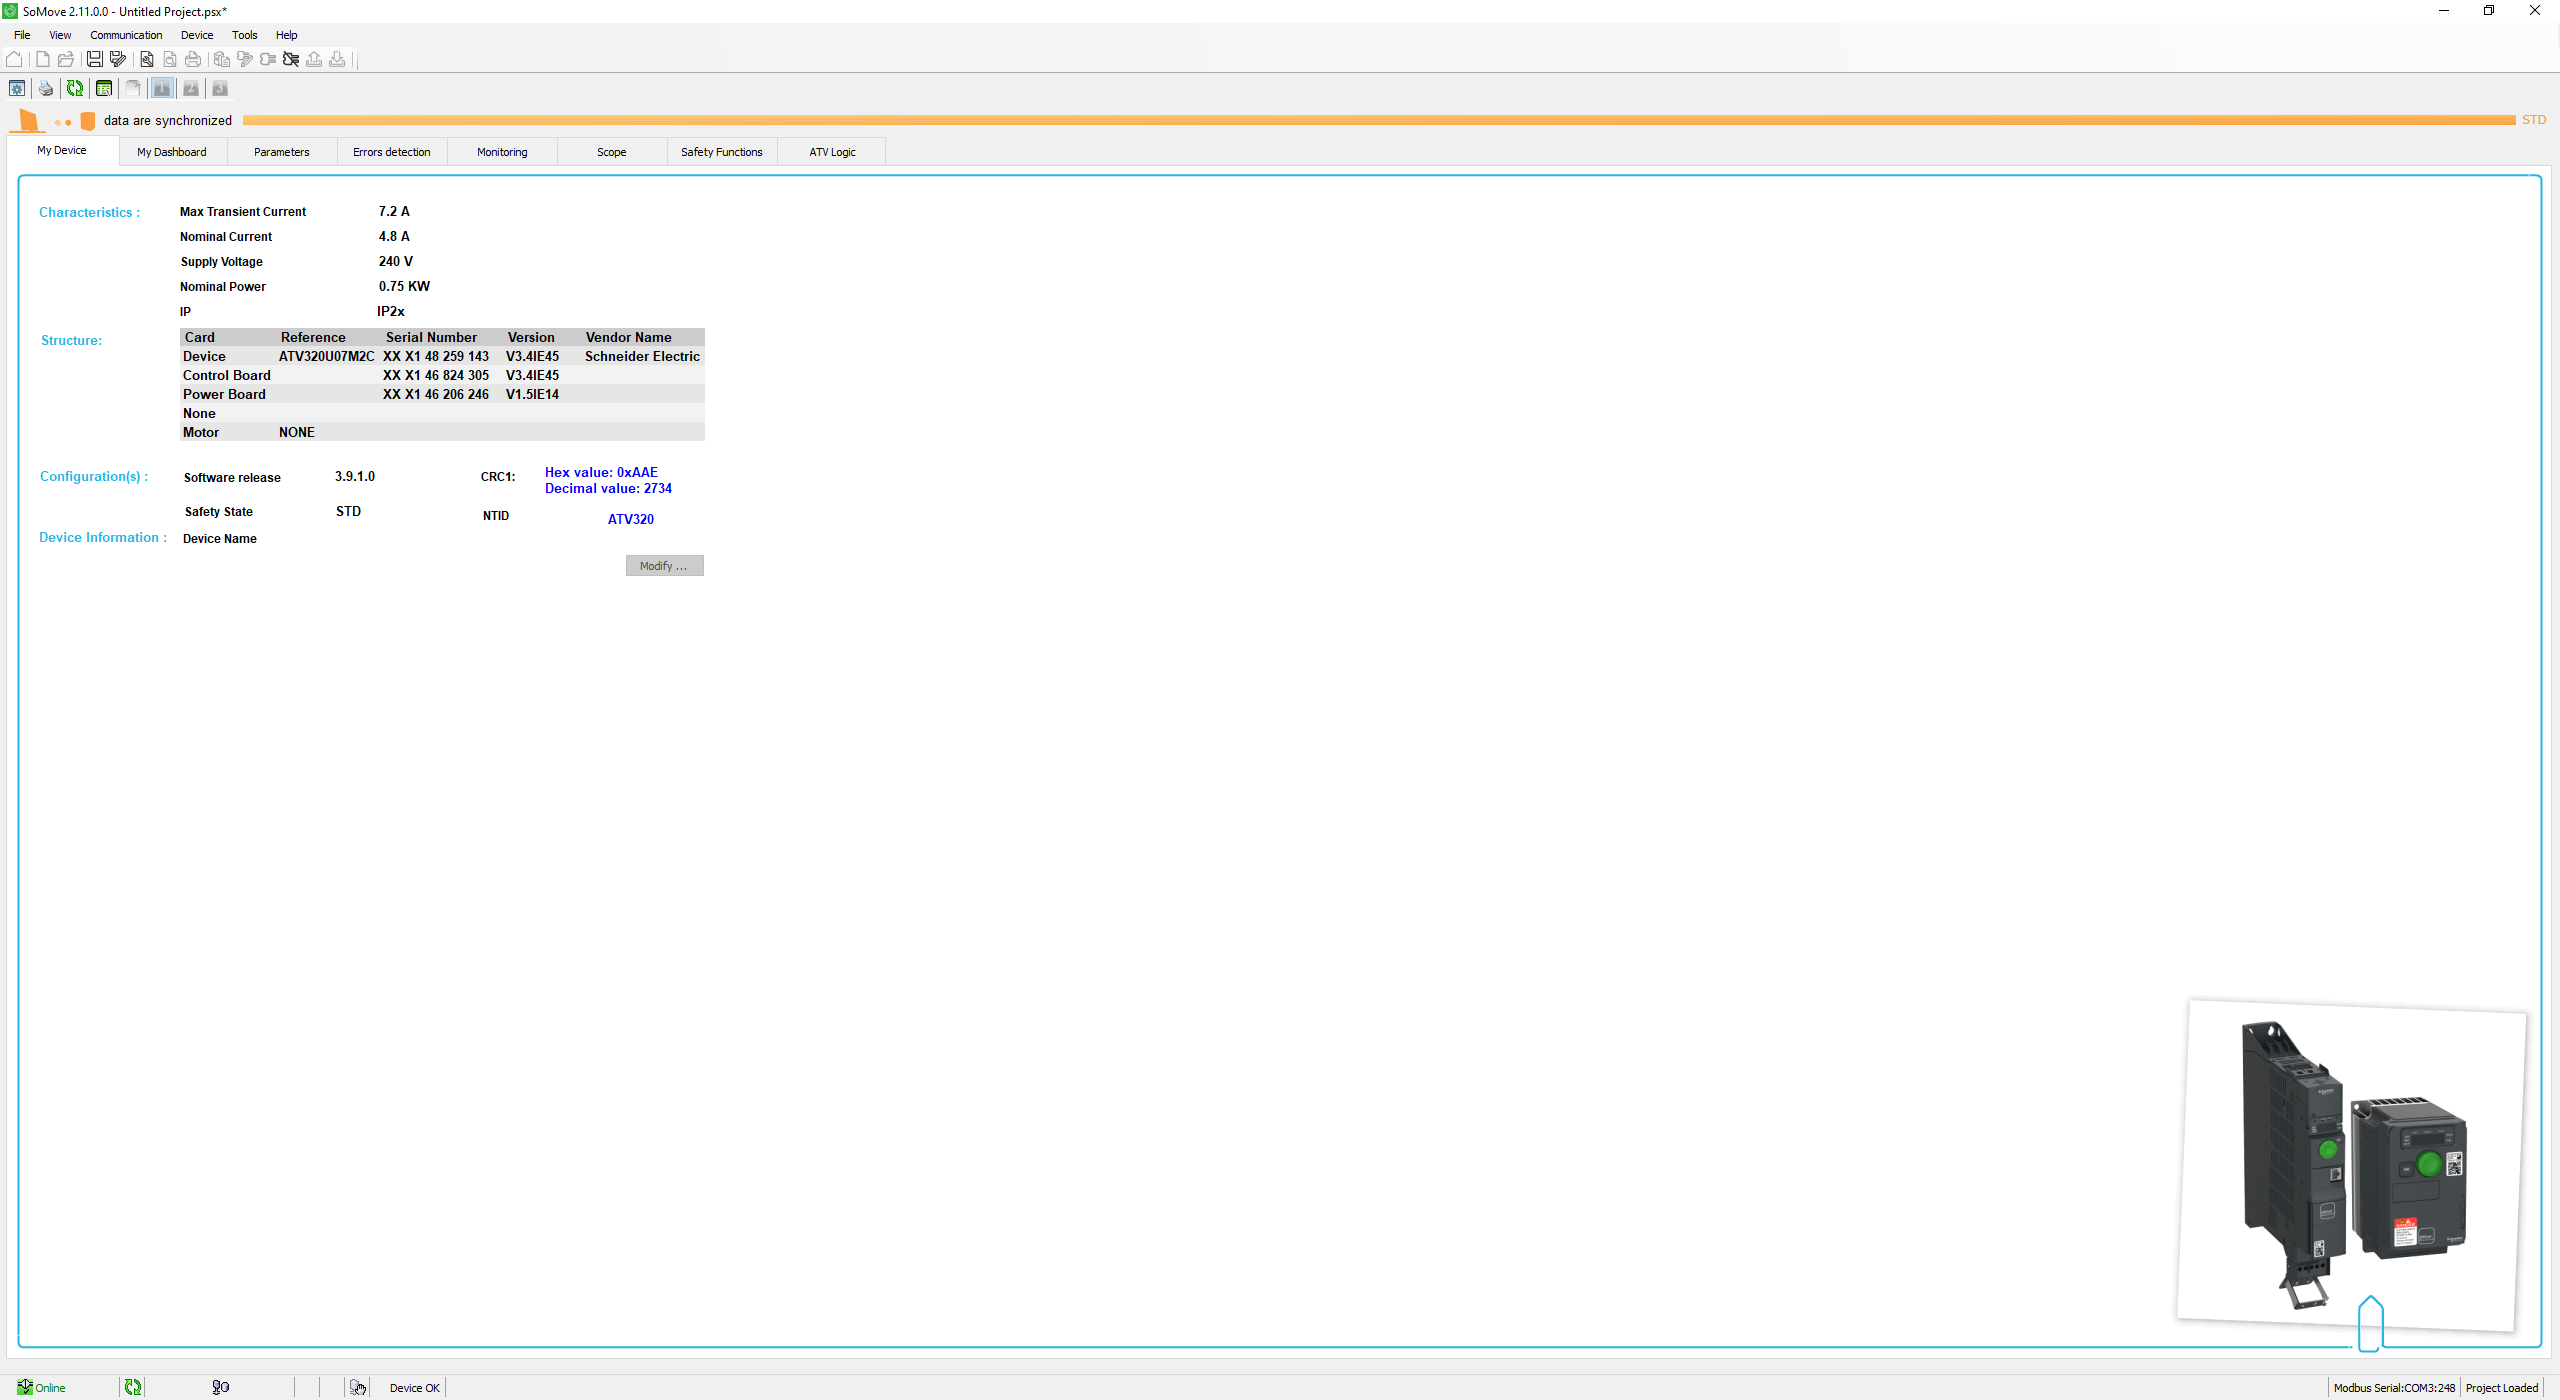 SoMove 2.11.0.0 - Untitled Project.psx*
File View Communication Device Tools Help
1 2 3
data are synchronized STD
My Device My Dashboard Parameters Errors detection Monitoring Scope Safety Functions ATV Logic
Characteristics : Max Transient Current 7.2 A
Nominal Current 4.8 A
Supply Voltage 240 V
Nominal Power 0.75 KW
IP IP2x
Structure: Card Reference Serial Number Version Vendor Name
Device ATV320U07M2C XX X1 48 259 143 V3.4IE45 Schneider Electric
Control Board XX X1 46 824 305 V3.4IE45
Power Board XX X1 46 206 246 V1.5IE14
None
Motor NONE
Configuration(s) : Software release 3.9.1.0 CRC1: Hex value: 0xAAE
Decimal value: 2734
Safety State STD NTID ATV320
Device Information : Device Name
Modify ...
Online Device OK Modbus Serial:COM3:248 Project Loaded